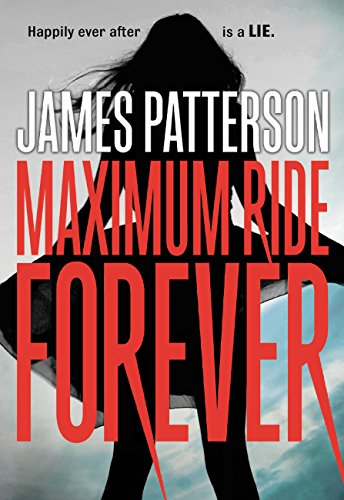 Happily ever after is a LIE.
JAMES PATTERSON
MAXIMUM RIDE
FOREVER